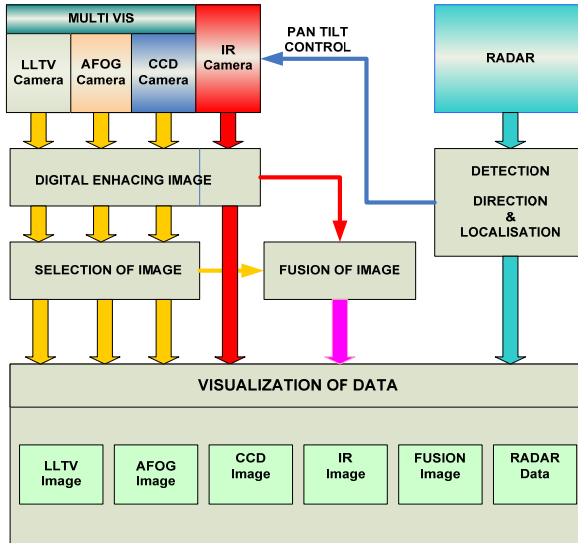 MULTI VIS
LLTV
Camera
AFOG
Camera
CCD
Camera
IR
Camera
PAN TILT
CONTROL
RADAR
DIGITAL ENHACING IMAGE
DETECTION
DIRECTION
&
LOCALISATION
SELECTION OF IMAGE
FUSION OF IMAGE
VISUALIZATION OF DATA
LLTV
Image
AFOG
Image
CCD
Image
IR
Image
FUSION
Image
RADAR
Data